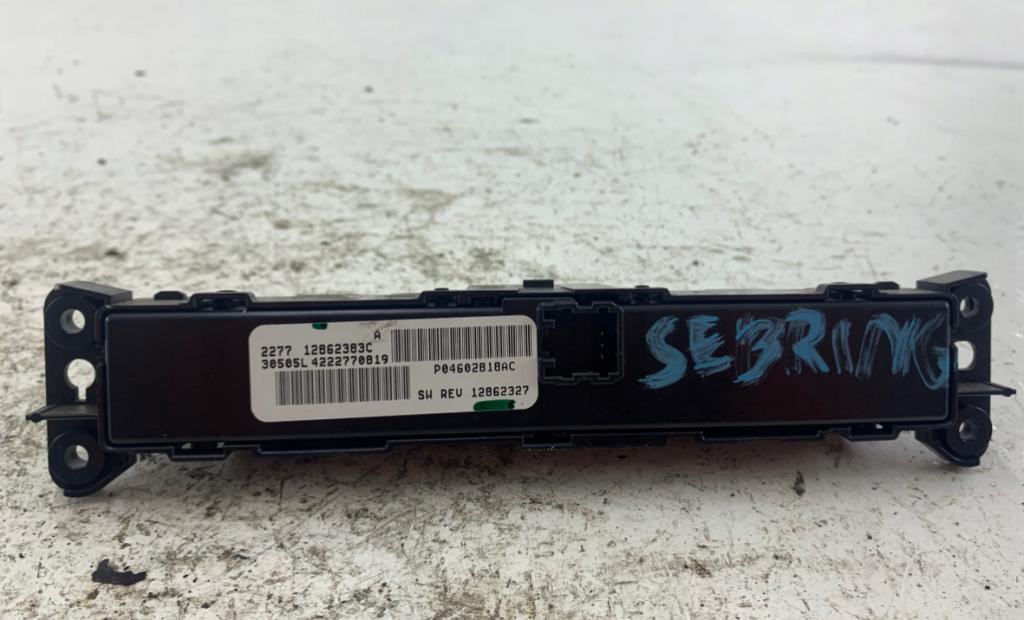 A
2277 12862383C
30505L 4222770819
P04602818AC
SW REV 12862327
SEBRING